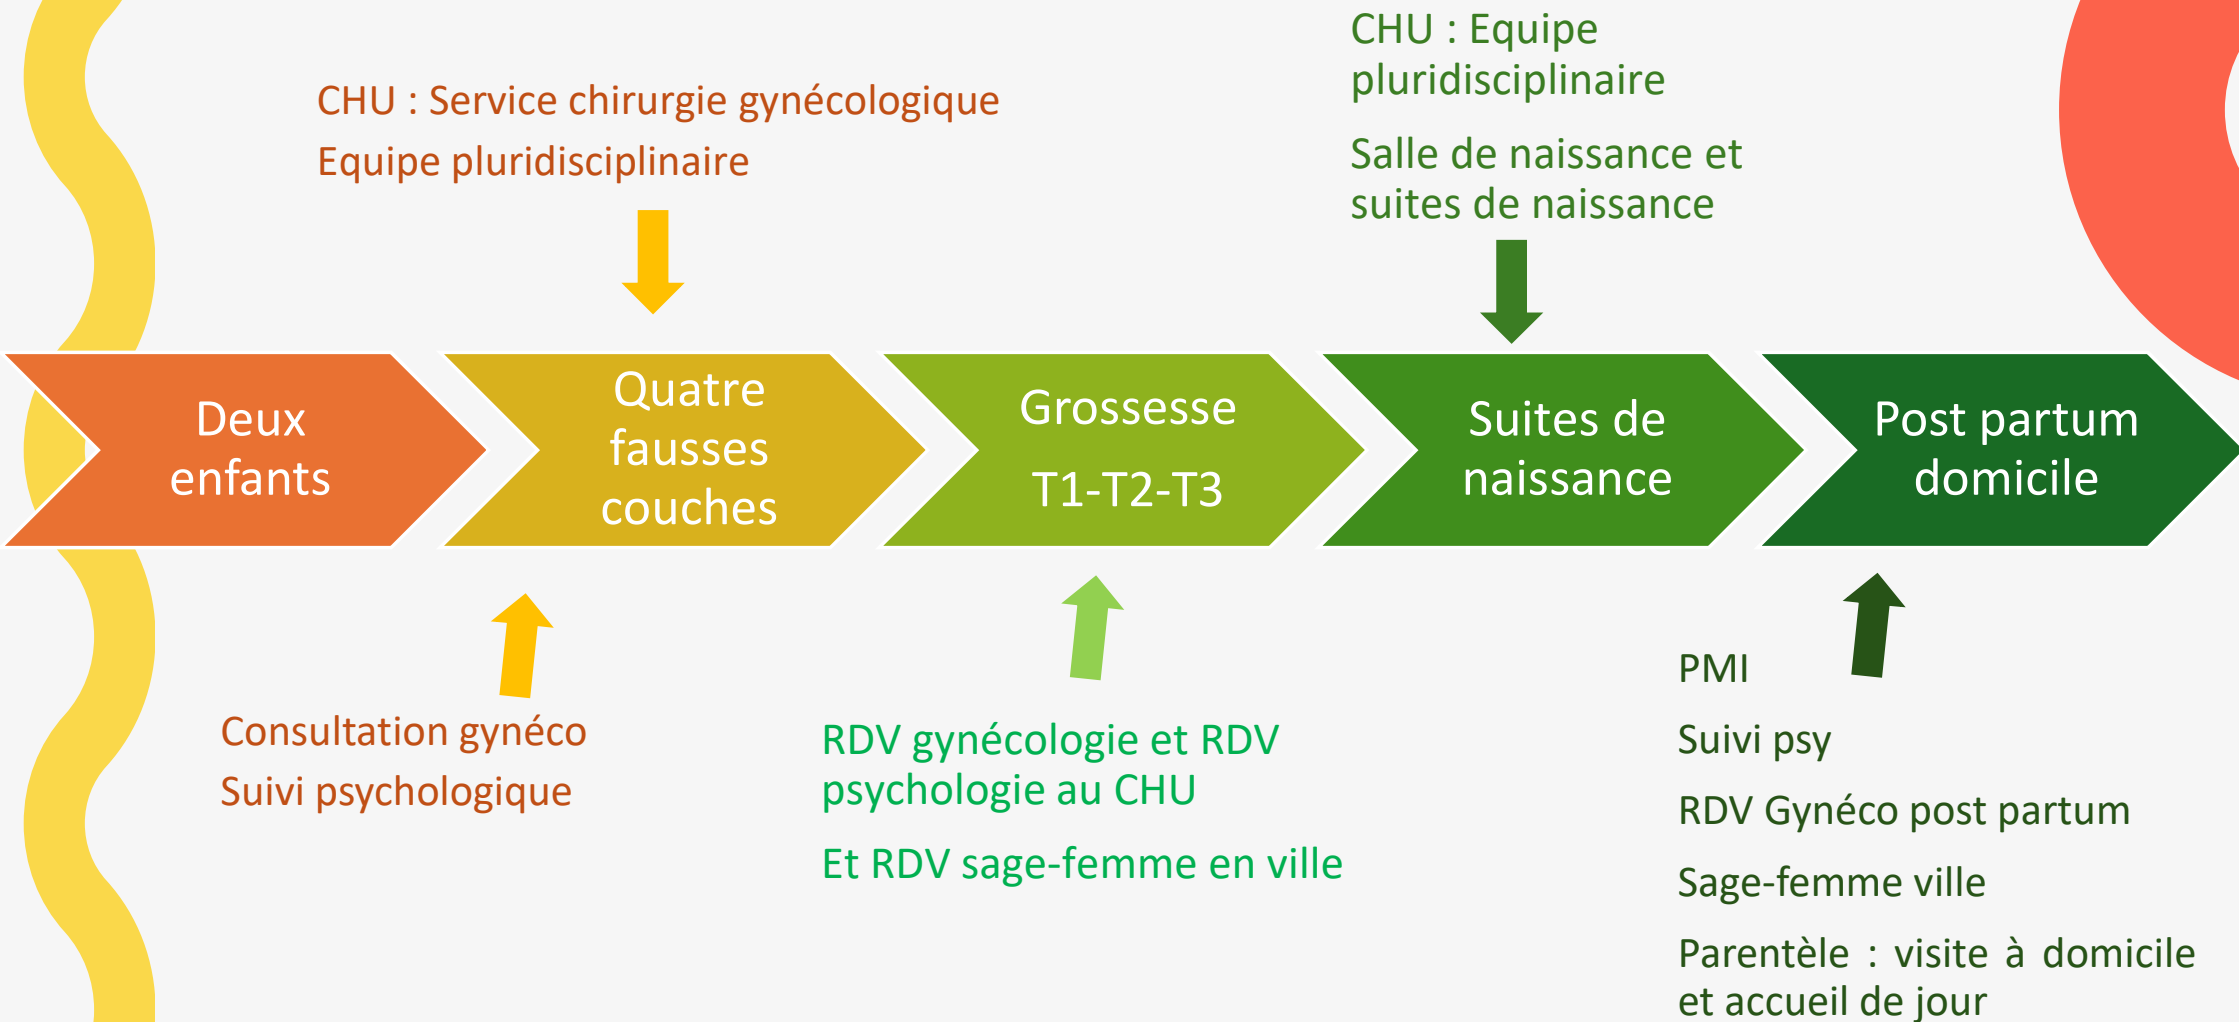 CHU : Service chirurgie gynécologique
Equipe pluridisciplinaire
CHU : Equipe
pluridisciplinaire
Salle de naissance et
suites de naissance
Deux
enfants
Quatre
fausses
couches
Grossesse
T1-T2-T3
Suites de
naissance
Post partum
domicile
Consultation gynéco
Suivi psychologique
RDV gynécologie et RDV
psychologie au CHU
Et RDV sage-femme en ville
PMI
Suivi psy
RDV Gynéco post partum
Sage-femme ville
Parentèle : visite à domicile
et accueil de jour